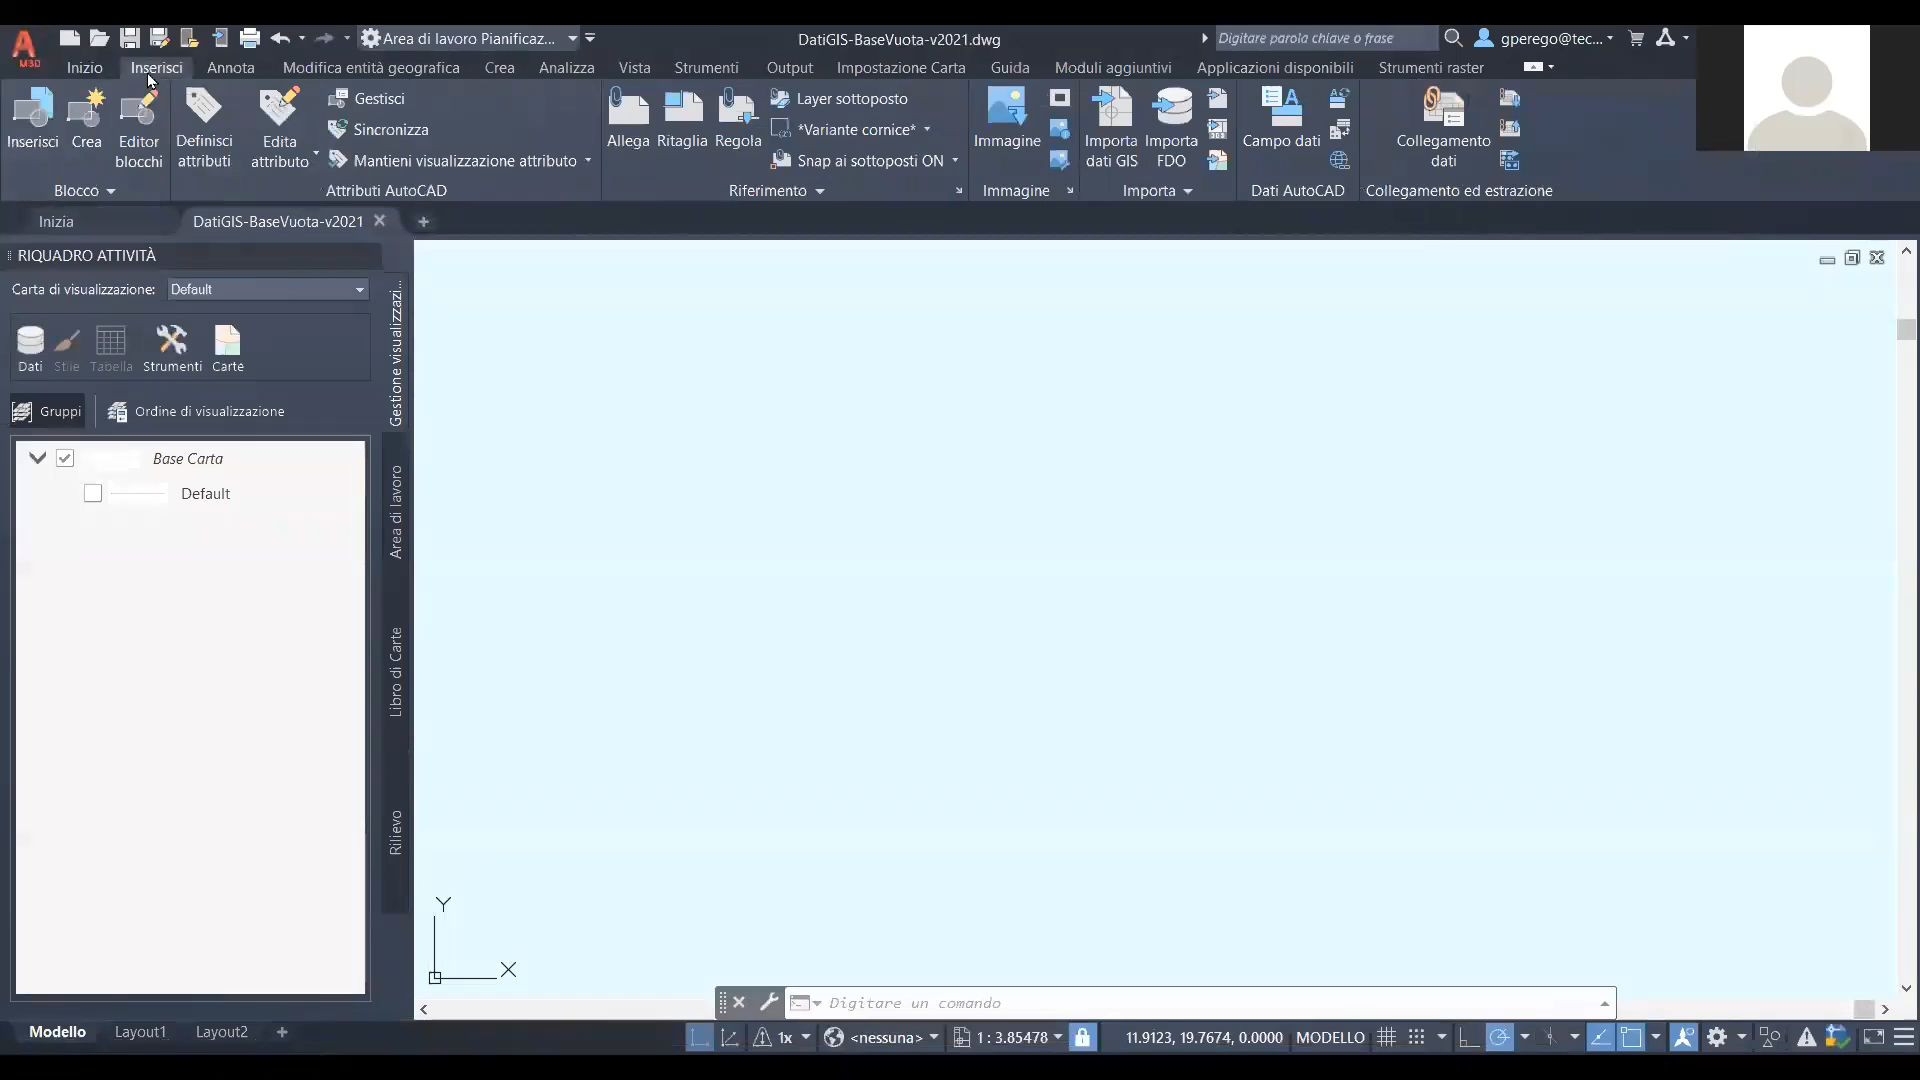 M3D
Area di lavoro Pianificaz...
DatiGIS-BaseVuota-v2021.dwg
Digitare parola chiave o frase
gperego@tec...
Inizio
Inserisci
Annota
Modifica entità geografica
Crea
Analizza
Vista
Strumenti
Output
Impostazione Carta
Guida
Moduli aggiuntivi
Applicazioni disponibili
Strumenti raster
Inserisci
Crea
Editor
blocchi
Definisci
attributi
Edita
attributo
Gestisci
Sincronizza
Mantieni visualizzazione attributo
Allega
Ritaglia
Regola
Layer sottoposto
*Variante cornice*
Snap ai sottoposti ON
Immagine
Importa
dati GIS
Importa
FDO
Campo dati
Collegamento
dati
Blocco
Attributi AutoCAD
Riferimento
Immagine
Importa
Dati AutoCAD
Collegamento ed estrazione
Inizia
DatiGIS-BaseVuota-v2021
RIQUADRO ATTIVITÀ
Carta di visualizzazione:
Default
Dati
Stile
Tabella
Strumenti
Carte
Gruppi
Ordine di visualizzazione
Base Carta
Default
Gestione visualizzazi...
Area di lavoro
Libro di Carte
Rilievo
Y
X
Digitare un comando
Modello
Layout1
Layout2
1x
<nessuna>
1 : 3.85478
11.9123, 19.7674, 0.0000
MODELLO